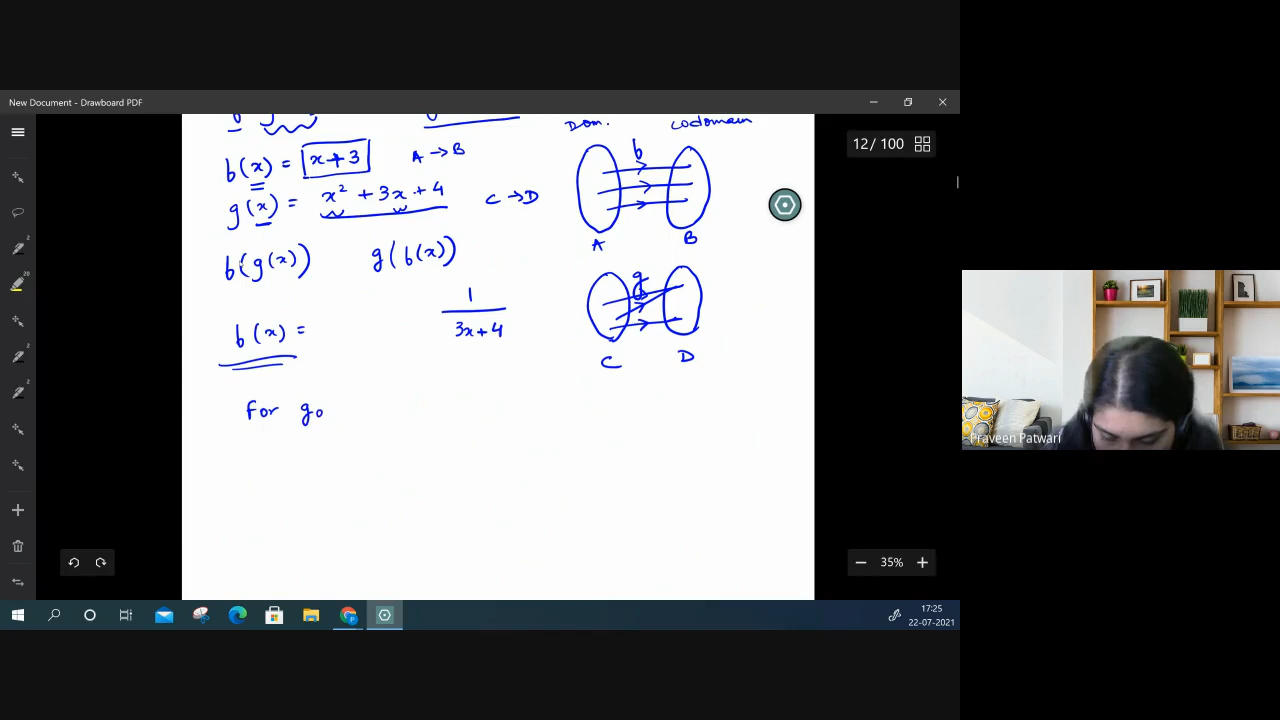 New Document - Drawboard PDF
Dom. codomain
12/ 100
b(x) = x+3 A → B
b
g(x) = x² + 3x + 4 C → D
A B
b(g(x)) g(b(x))
g
b(x) = 1/(3x+4)
C D
For go
Praveen Patwari
35%
17:25
22-07-2021